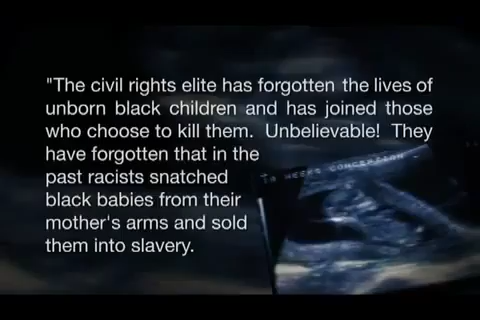 "The civil rights elite has forgotten the lives of
unborn black children and has joined those
who choose to kill them.  Unbelievable!  They
have forgotten that in the
past racists snatched
black babies from their
mother's arms and sold
them into slavery.
WEEKS CONCEPTION